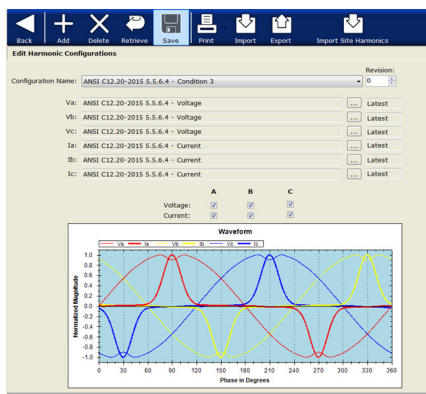 Back Add Delete Retrieve Save Print Import Export Import Site Harmonics
Edit Harmonic Configurations
Revision:
Configuration Name: ANSI C12.20-2015 5.5.6.4 - Condition 3 0
Va: ANSI C12.20-2015 5.5.6.4 - Voltage ... Latest
Vb: ANSI C12.20-2015 5.5.6.4 - Voltage ... Latest
Vc: ANSI C12.20-2015 5.5.6.4 - Voltage ... Latest
Ia: ANSI C12.20-2015 5.5.6.4 - Current ... Latest
Ib: ANSI C12.20-2015 5.5.6.4 - Current ... Latest
Ic: ANSI C12.20-2015 5.5.6.4 - Current ... Latest
A B C
Voltage:
Current:
Waveform
Va Ia Vb Ib Vc Ic
1.0
0.8
0.6
0.4
0.2
0.0
-0.2
-0.4
-0.6
-0.8
-1.0
Normalized Magnitude
0 30 60 90 120 150 180 210 240 270 300 330 360
Phase in Degrees